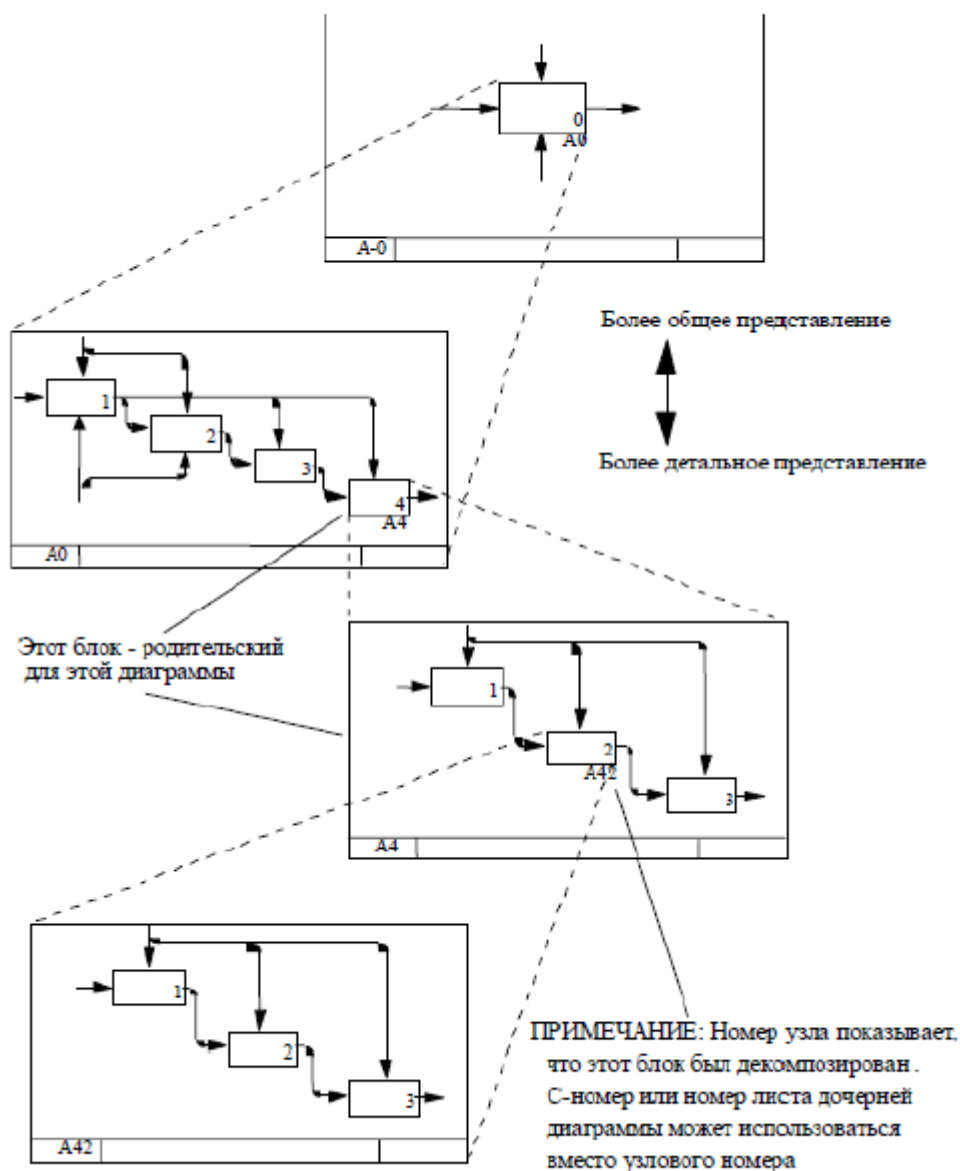 0
A0
A-0
Более общее представление
Более детальное представление
1
2
3
4
A4
A0
Этот блок - родительский
для этой диаграммы
1
2
A42
3
A4
1
2
3
A42
ПРИМЕЧАНИЕ: Номер узла показывает,
что этот блок был декомпозирован .
С-номер или номер листа дочерней
диаграммы может использоваться
вместо узлового номера